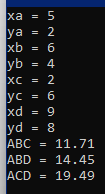 xa = 5
ya = 2
xb = 6
yb = 4
xc = 2
yc = 6
xd = 9
yd = 8
ABC = 11.71
ABD = 14.45
ACD = 19.49